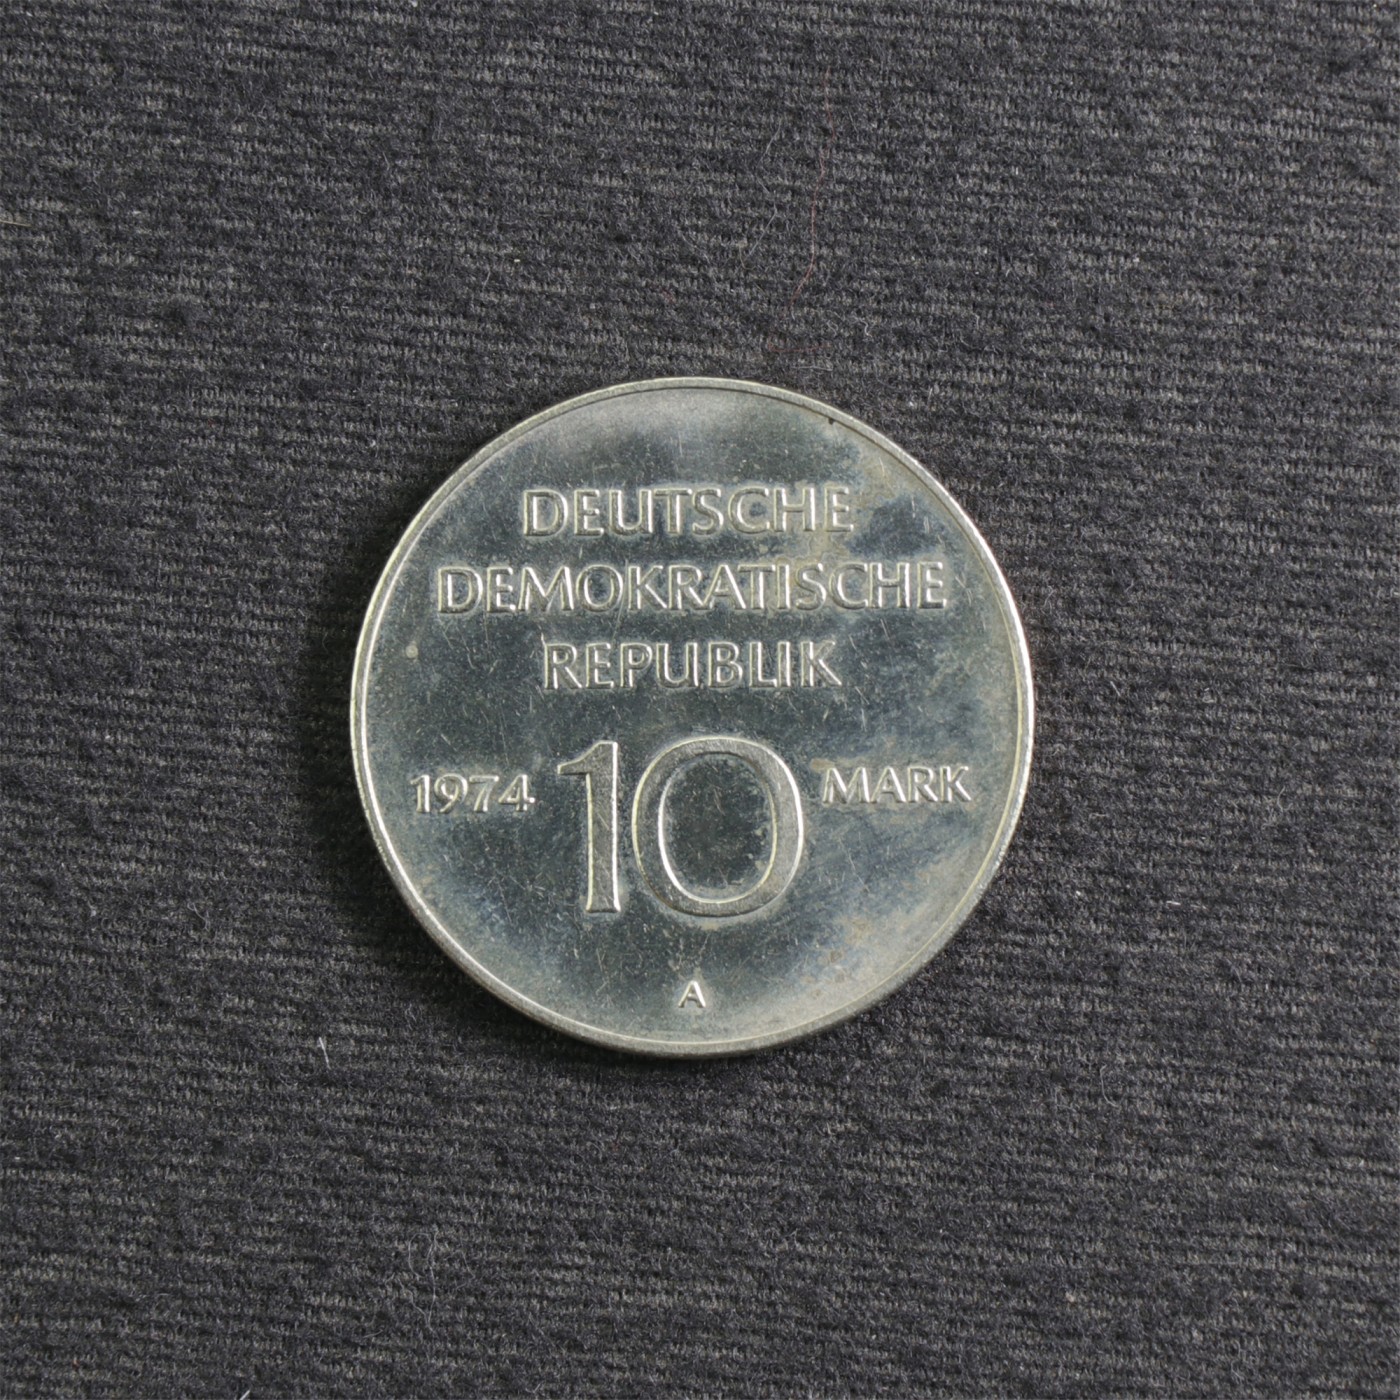 DEUTSCHE
DEMOKRATISCHE
REPUBLIK
1974 10 MARK
A